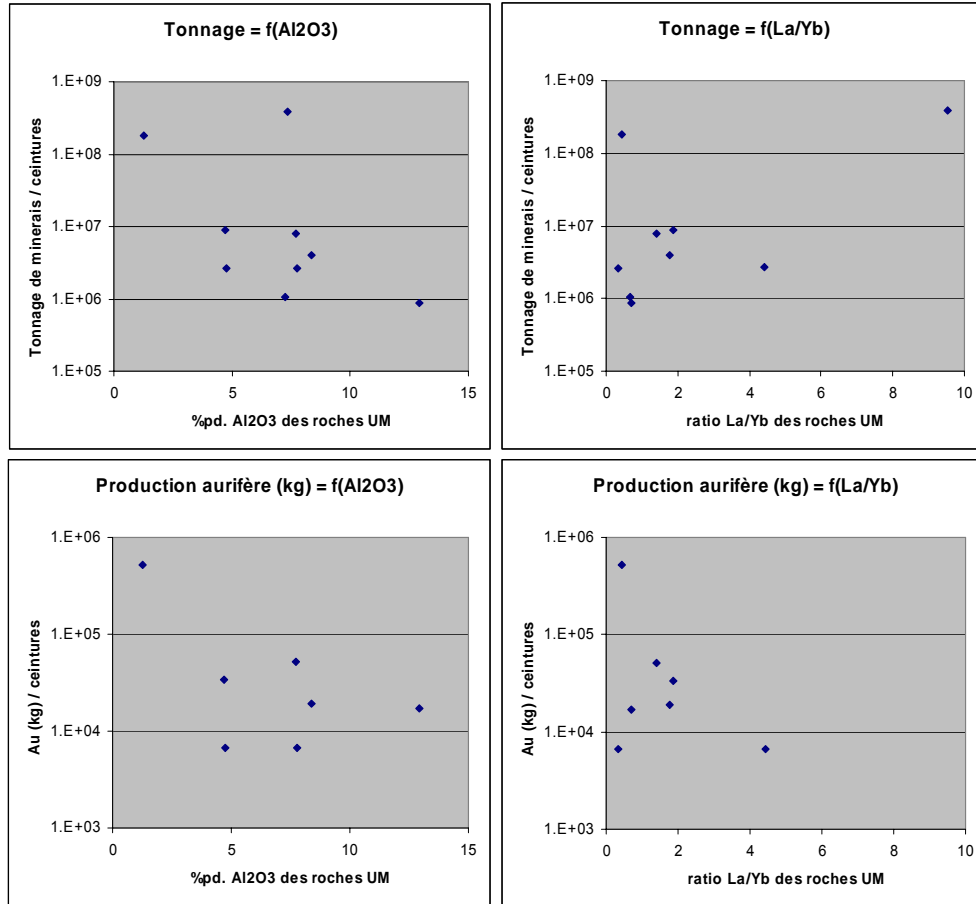 Tonnage = f(Al2O3)
Tonnage de minerais / ceintures
1.E+09
1.E+08
1.E+07
1.E+06
1.E+05
0 5 10 15
%pd. Al2O3 des roches UM
Tonnage = f(La/Yb)
Tonnage de minerais / ceintures
1.E+09
1.E+08
1.E+07
1.E+06
1.E+05
0 2 4 6 8 10
ratio La/Yb des roches UM
Production aurifère (kg) = f(Al2O3)
Au (kg) / ceintures
1.E+06
1.E+05
1.E+04
1.E+03
0 5 10 15
%pd. Al2O3 des roches UM
Production aurifère (kg) = f(La/Yb)
Au (kg) / ceintures
1.E+06
1.E+05
1.E+04
1.E+03
0 2 4 6 8 10
ratio La/Yb des roches UM